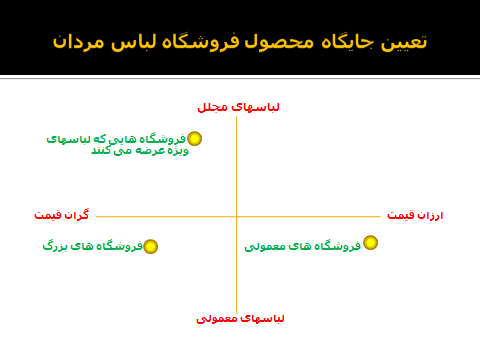 تعیین جایگاه محصول فروشگاه لباس مردان
لباسهای مجلل
فروشگاه هایی که لباسهای
ویژه عرضه می کنند
ارزان قیمت
گران قیمت
فروشگاه های معمولی
فروشگاه های بزرگ
لباسهای معمولی